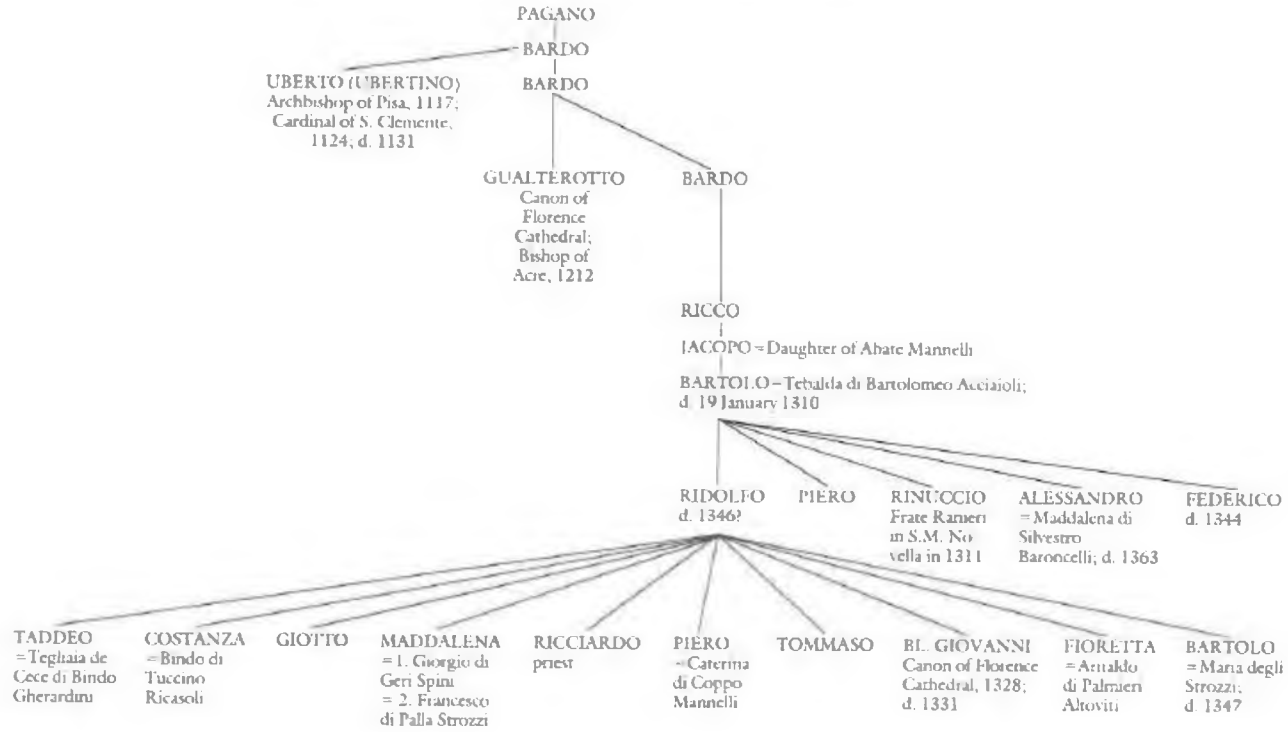 PAGANO
BARDO
UBERTO (UBERTINO)
Archbishop of Pisa, 1117;
Cardinal of S. Clemente,
1124; d. 1131
BARDO
GUALTEROTTO
Canon of
Florence
Cathedral;
Bishop of
Acre, 1212
BARDO
RICCO
JACOPO = Daughter of Abate Mannelli
BARTOLO = Tebalda di Bartolomeo Acciaioli;
d. 19 January 1310
RIDOLFO
d. 1346?
PIERO
RINUCCIO
Frate Ranieri
in S.M. No-
vella in 1311
ALESSANDRO
= Maddalena di
Silvestro
Baroncelli; d. 1363
FEDERICO
d. 1344
TADDEO
= Tegliaia de
Cece di Bindo
Gherardini
COSTANZA
= Bindo di
Tuccino
Ricasoli
GIOTTO
MADDALENA
= 1. Giorgio di
Geri Spini
= 2. Francesco
di Palla Strozzi
RICCIARDO
priest
PIERO
= Caterina
di Coppo
Mannelli
TOMMASO
BL. GIOVANNI
Canon of Florence
Cathedral, 1328;
d. 1331
FIORETTA
= Arnaldo
di Palmieri
Altoviti
BARTOLO
= Maria degli
Strozzi;
d. 1347